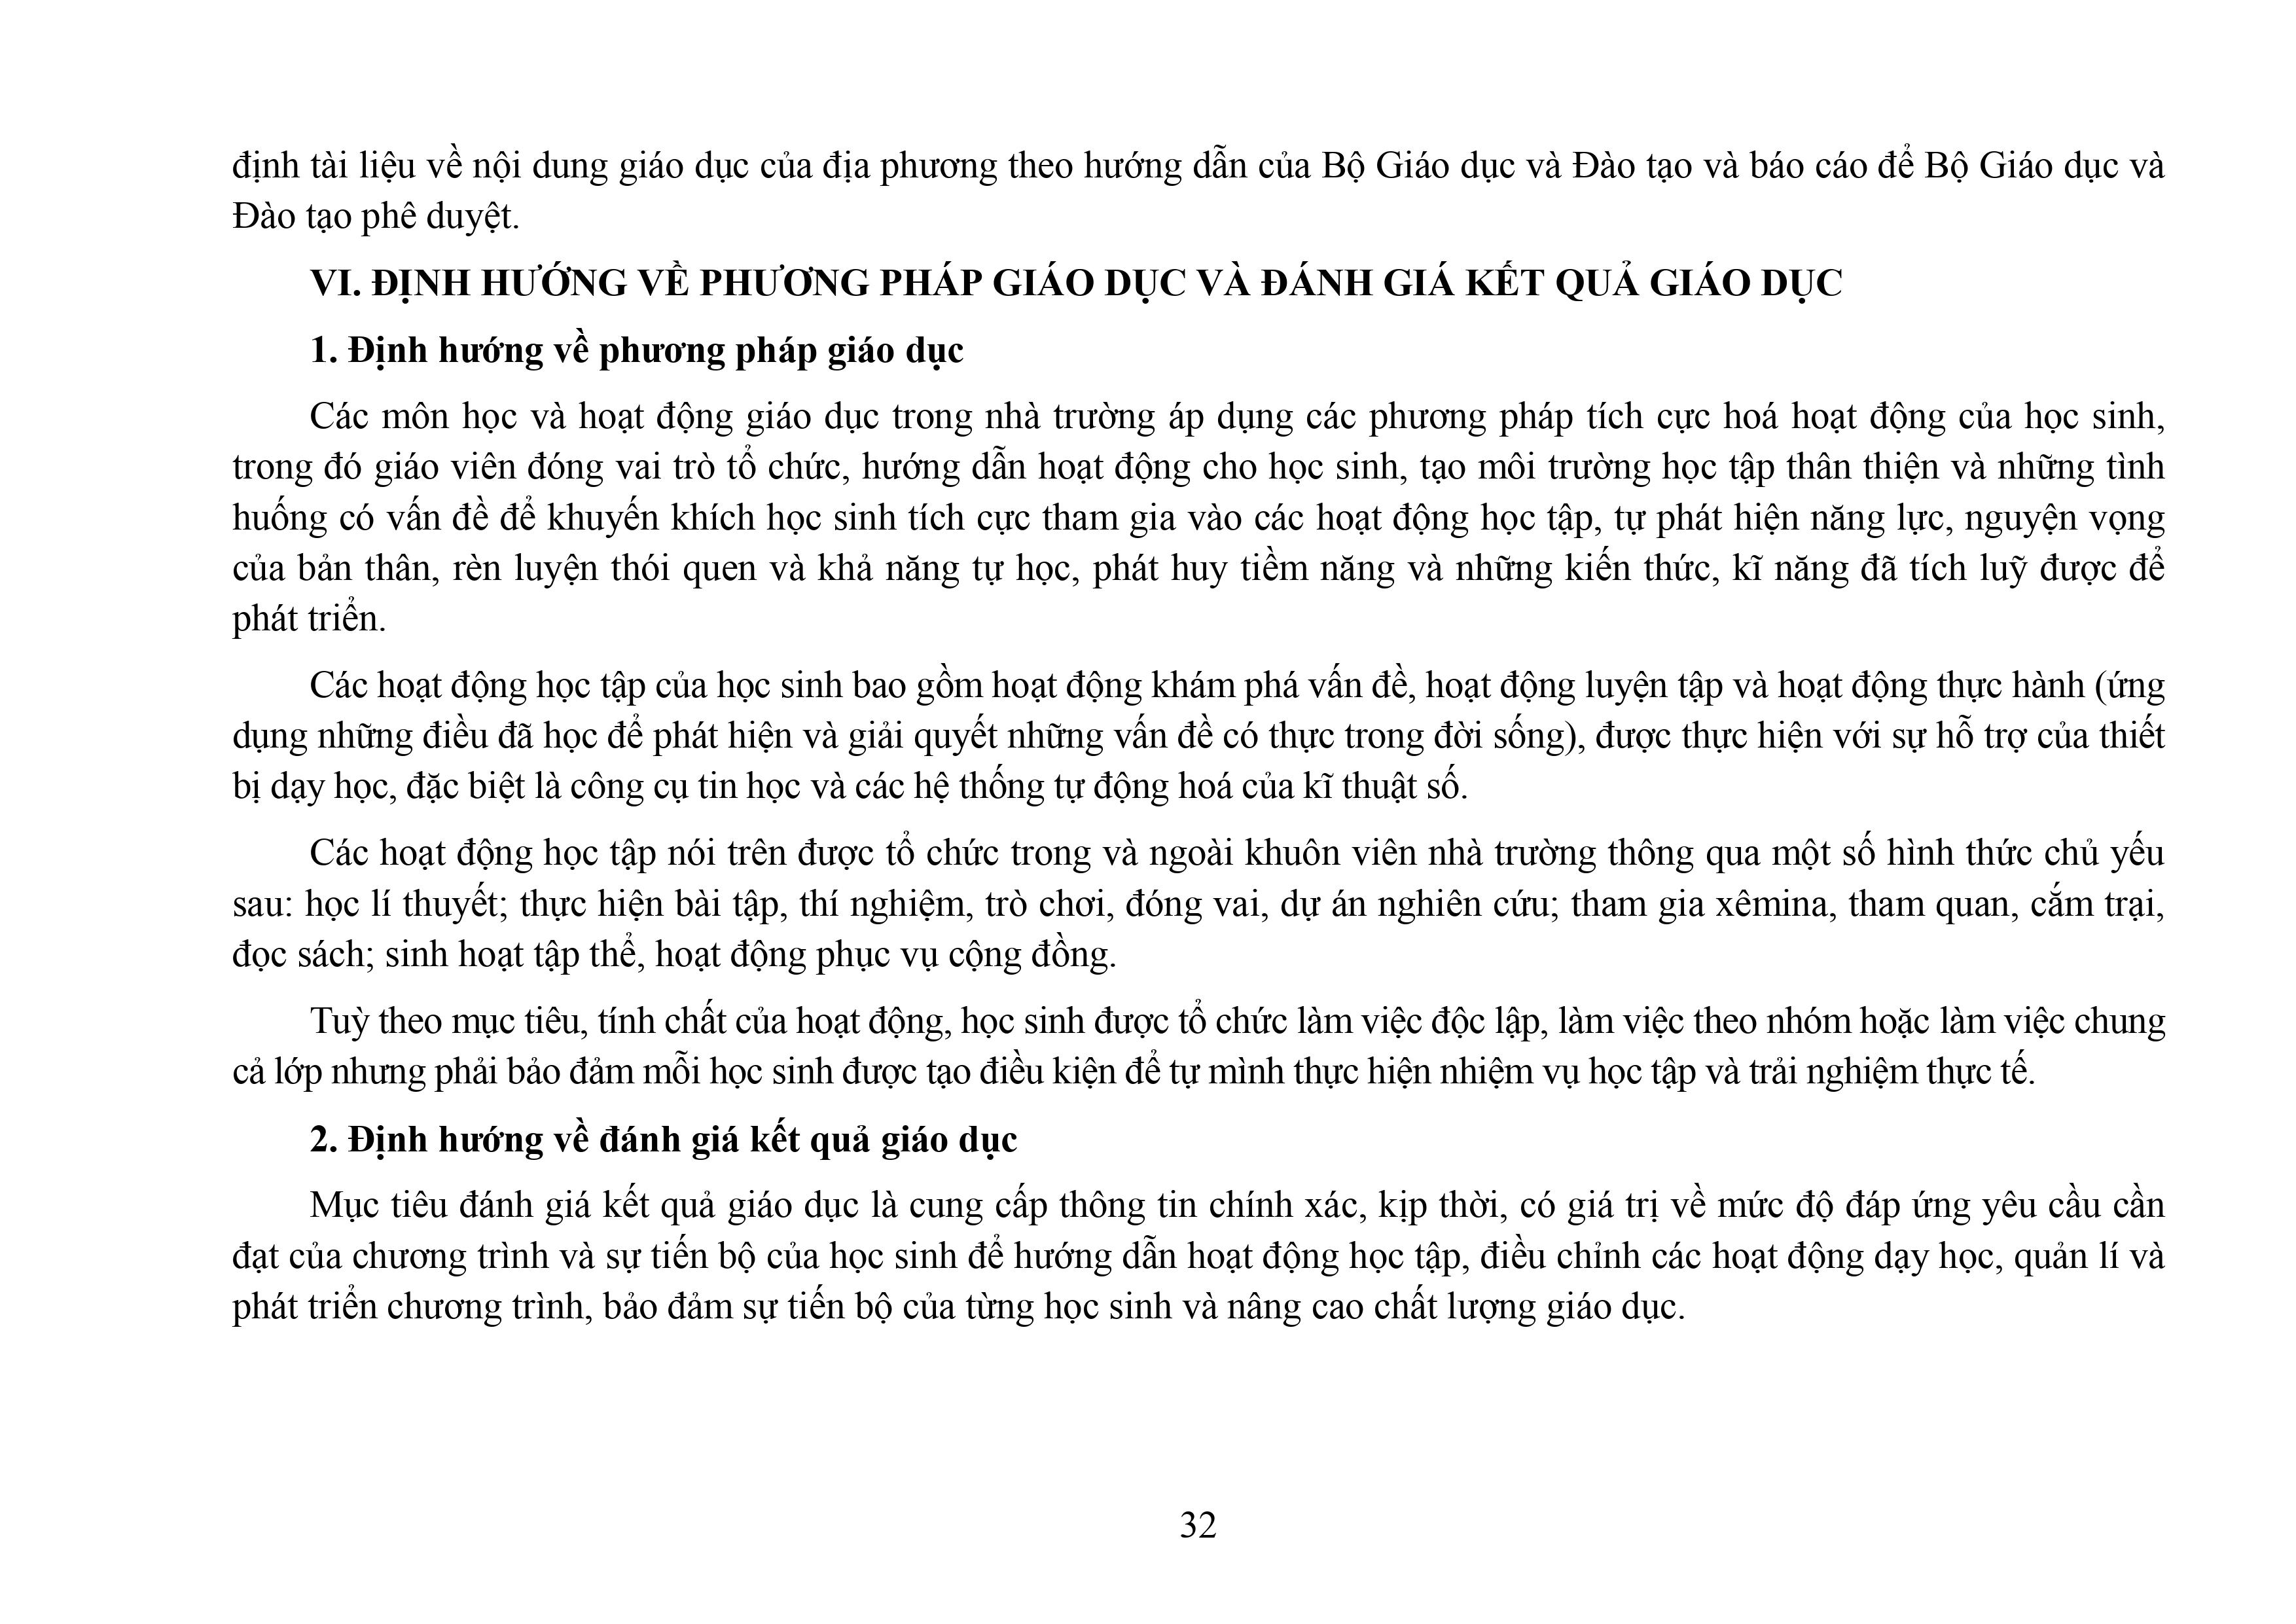 định tài liệu về nội dung giáo dục của địa phương theo hướng dẫn của Bộ Giáo dục và Đào tạo và báo cáo để Bộ Giáo dục và
Đào tạo phê duyệt.
VI. ĐỊNH HƯỚNG VỀ PHƯƠNG PHÁP GIÁO DỤC VÀ ĐÁNH GIÁ KẾT QUẢ GIÁO DỤC
1. Định hướng về phương pháp giáo dục
Các môn học và hoạt động giáo dục trong nhà trường áp dụng các phương pháp tích cực hoá hoạt động của học sinh,
trong đó giáo viên đóng vai trò tổ chức, hướng dẫn hoạt động cho học sinh, tạo môi trường học tập thân thiện và những tình
huống có vấn đề để khuyến khích học sinh tích cực tham gia vào các hoạt động học tập, tự phát hiện năng lực, nguyện vọng
của bản thân, rèn luyện thói quen và khả năng tự học, phát huy tiềm năng và những kiến thức, kĩ năng đã tích luỹ được để
phát triển.
Các hoạt động học tập của học sinh bao gồm hoạt động khám phá vấn đề, hoạt động luyện tập và hoạt động thực hành (ứng
dụng những điều đã học để phát hiện và giải quyết những vấn đề có thực trong đời sống), được thực hiện với sự hỗ trợ của thiết
bị dạy học, đặc biệt là công cụ tin học và các hệ thống tự động hoá của kĩ thuật số.
Các hoạt động học tập nói trên được tổ chức trong và ngoài khuôn viên nhà trường thông qua một số hình thức chủ yếu
sau: học lí thuyết; thực hiện bài tập, thí nghiệm, trò chơi, đóng vai, dự án nghiên cứu; tham gia xêmina, tham quan, cắm trại,
đọc sách; sinh hoạt tập thể, hoạt động phục vụ cộng đồng.
Tuỳ theo mục tiêu, tính chất của hoạt động, học sinh được tổ chức làm việc độc lập, làm việc theo nhóm hoặc làm việc chung
cả lớp nhưng phải bảo đảm mỗi học sinh được tạo điều kiện để tự mình thực hiện nhiệm vụ học tập và trải nghiệm thực tế.
2. Định hướng về đánh giá kết quả giáo dục
Mục tiêu đánh giá kết quả giáo dục là cung cấp thông tin chính xác, kịp thời, có giá trị về mức độ đáp ứng yêu cầu cần
đạt của chương trình và sự tiến bộ của học sinh để hướng dẫn hoạt động học tập, điều chỉnh các hoạt động dạy học, quản lí và
phát triển chương trình, bảo đảm sự tiến bộ của từng học sinh và nâng cao chất lượng giáo dục.
32